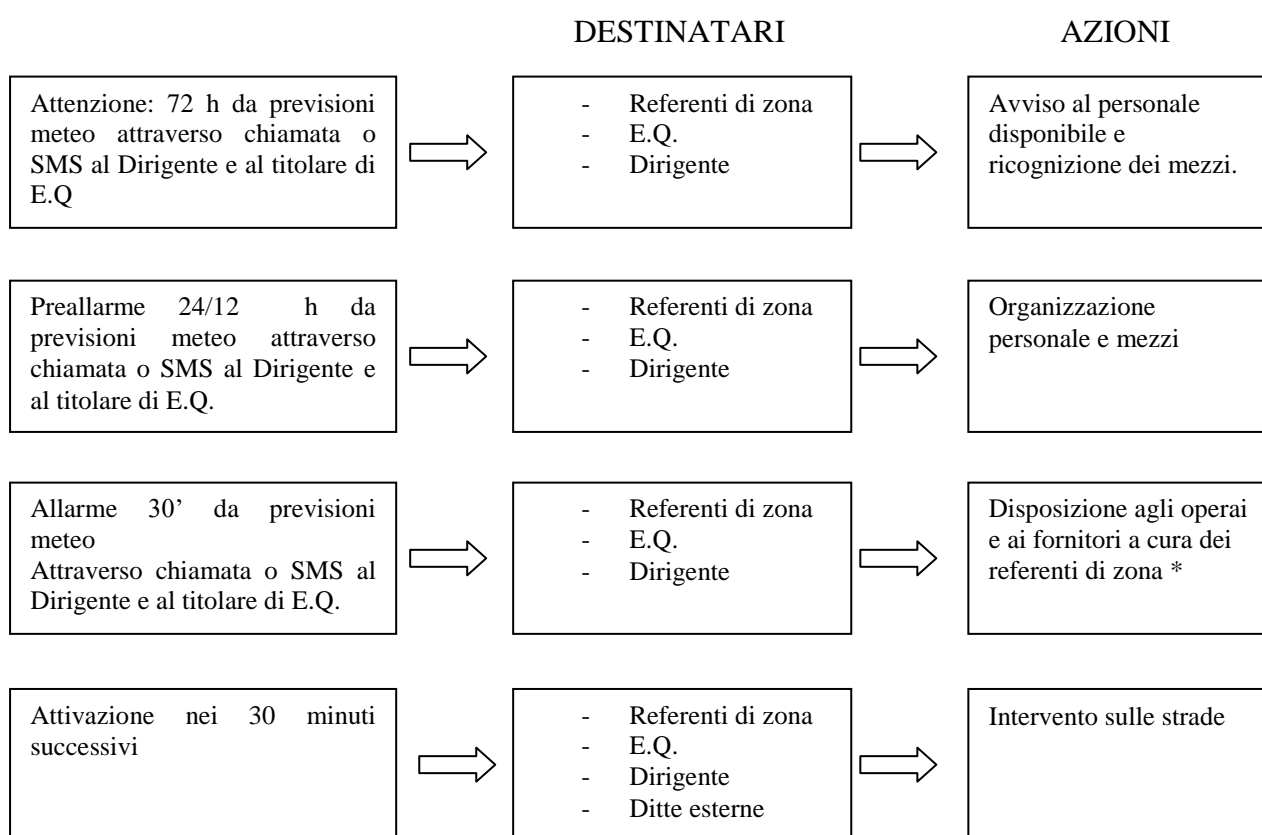 DESTINATARI
AZIONI
Attenzione: 72 h da previsioni
meteo attraverso chiamata o
SMS al Dirigente e al titolare di
E.Q
- Referenti di zona
- E.Q.
- Dirigente
Avviso al personale
disponibile e
ricognizione dei mezzi.
Preallarme 24/12 h da
previsioni meteo attraverso
chiamata o SMS al Dirigente e
al titolare di E.Q.
- Referenti di zona
- E.Q.
- Dirigente
Organizzazione
personale e mezzi
Allarme 30’ da previsioni
meteo
Attraverso chiamata o SMS al
Dirigente e al titolare di E.Q.
- Referenti di zona
- E.Q.
- Dirigente
Disposizione agli operai
e ai fornitori a cura dei
referenti di zona *
Attivazione nei 30 minuti
successivi
- Referenti di zona
- E.Q.
- Dirigente
- Ditte esterne
Intervento sulle strade